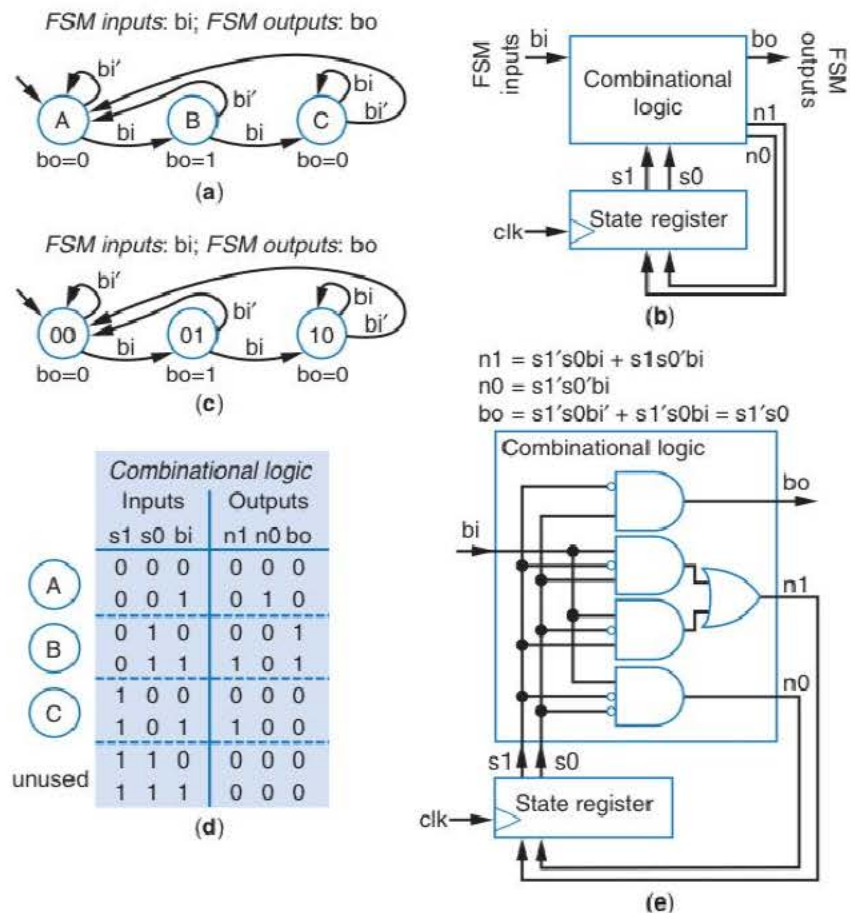 FSM inputs: bi; FSM outputs: bo
bi′
bi′
bi
bi′
A
B
C
bi
bi
bo=0
bo=1
bo=0
(a)
FSM inputs
bi
bo
FSM outputs
Combinational logic
n1
n0
s1
s0
clk
State register
(b)
FSM inputs: bi; FSM outputs: bo
bi′
bi′
bi
bi′
00
01
10
bi
bi
bo=0
bo=1
bo=0
(c)
n1 = s1′s0bi + s1s0′bi
n0 = s1′s0′bi
bo = s1′s0bi′ + s1′s0bi = s1′s0
Combinational logic
Inputs Outputs
s1 s0 bi n1 n0 bo
A
0 0 0 0 0 0
0 0 1 0 1 0
B
0 1 0 0 0 1
0 1 1 1 0 1
C
1 0 0 0 0 0
1 0 1 1 0 0
unused
1 1 0 0 0 0
1 1 1 0 0 0
(d)
Combinational logic
bo
bi
n1
n0
s1
s0
State register
clk
(e)